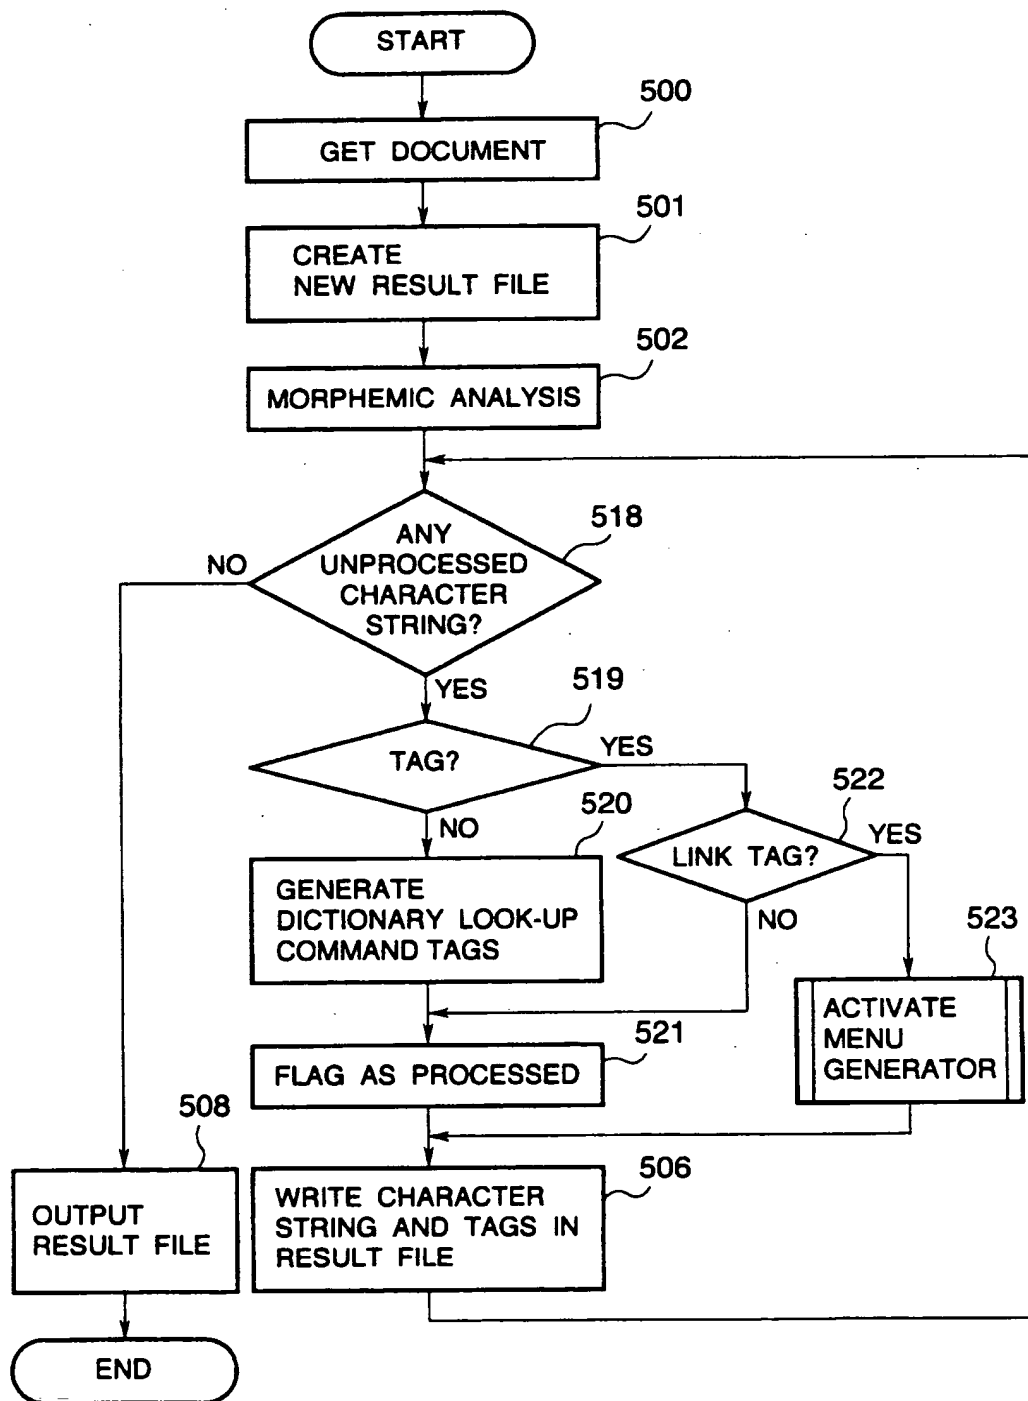 START
500
GET DOCUMENT
501
CREATE
NEW RESULT FILE
502
MORPHEMIC ANALYSIS
518
ANY
UNPROCESSED
CHARACTER
STRING?
NO
YES
519
TAG?
YES
NO
522
LINK TAG?
YES
NO
520
GENERATE
DICTIONARY LOOK-UP
COMMAND TAGS
523
ACTIVATE
MENU
GENERATOR
521
FLAG AS PROCESSED
508
OUTPUT
RESULT FILE
506
WRITE CHARACTER
STRING AND TAGS IN
RESULT FILE
END